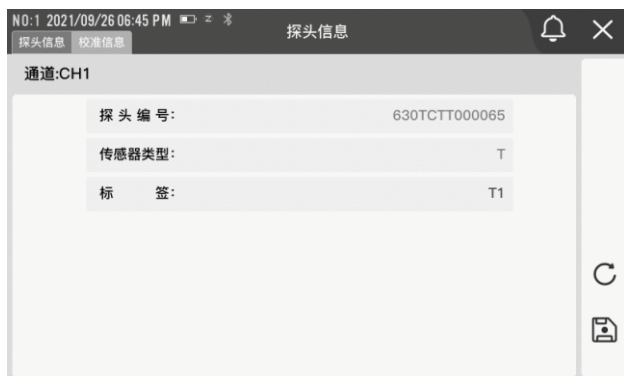 NO:1 2021/09/26 06:45 PM z
探头信息
探头信息 校准信息
通道:CH1
探头编号: 630TCTT000065
传感器类型: T
标 签: T1